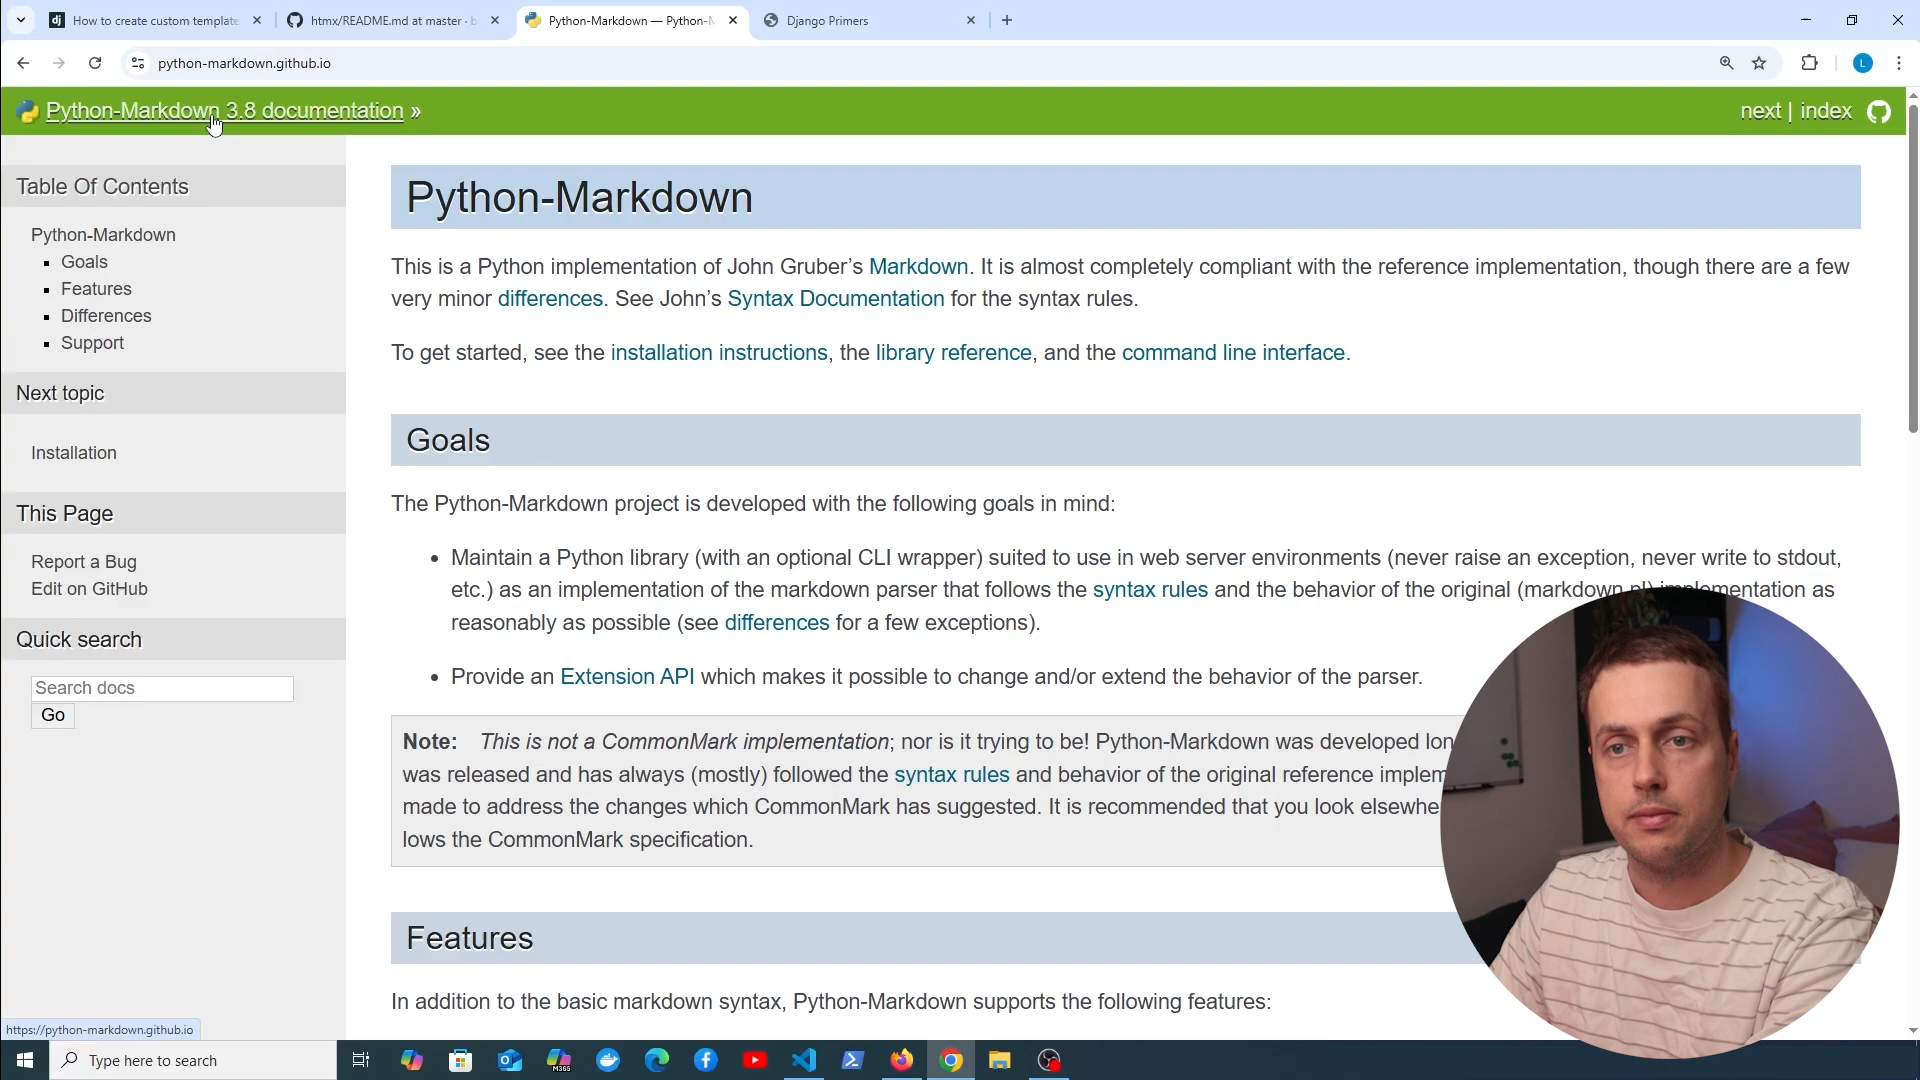 How to create custom template
htmx/README.md at master · b
Python-Markdown — Python-M
Django Primers
python-markdown.github.io
L
Python-Markdown 3.8 documentation »
next | index
Table Of Contents
Python-Markdown
Goals
Features
Differences
Support
Next topic
Installation
This Page
Report a Bug
Edit on GitHub
Quick search
Search docs
Go
Python-Markdown
This is a Python implementation of John Gruber’s Markdown. It is almost completely compliant with the reference implementation, though there are a few
very minor differences. See John’s Syntax Documentation for the syntax rules.
To get started, see the installation instructions, the library reference, and the command line interface.
Goals
The Python-Markdown project is developed with the following goals in mind:
• Maintain a Python library (with an optional CLI wrapper) suited to use in web server environments (never raise an exception, never write to stdout,
etc.) as an implementation of the markdown parser that follows the syntax rules and the behavior of the original (markdown.pl) implementation as
reasonably as possible (see differences for a few exceptions).
• Provide an Extension API which makes it possible to change and/or extend the behavior of the parser.
Note: This is not a CommonMark implementation; nor is it trying to be! Python-Markdown was developed lon
was released and has always (mostly) followed the syntax rules and behavior of the original reference implem
made to address the changes which CommonMark has suggested. It is recommended that you look elsewhe
lows the CommonMark specification.
Features
In addition to the basic markdown syntax, Python-Markdown supports the following features:
https://python-markdown.github.io
Type here to search
M365